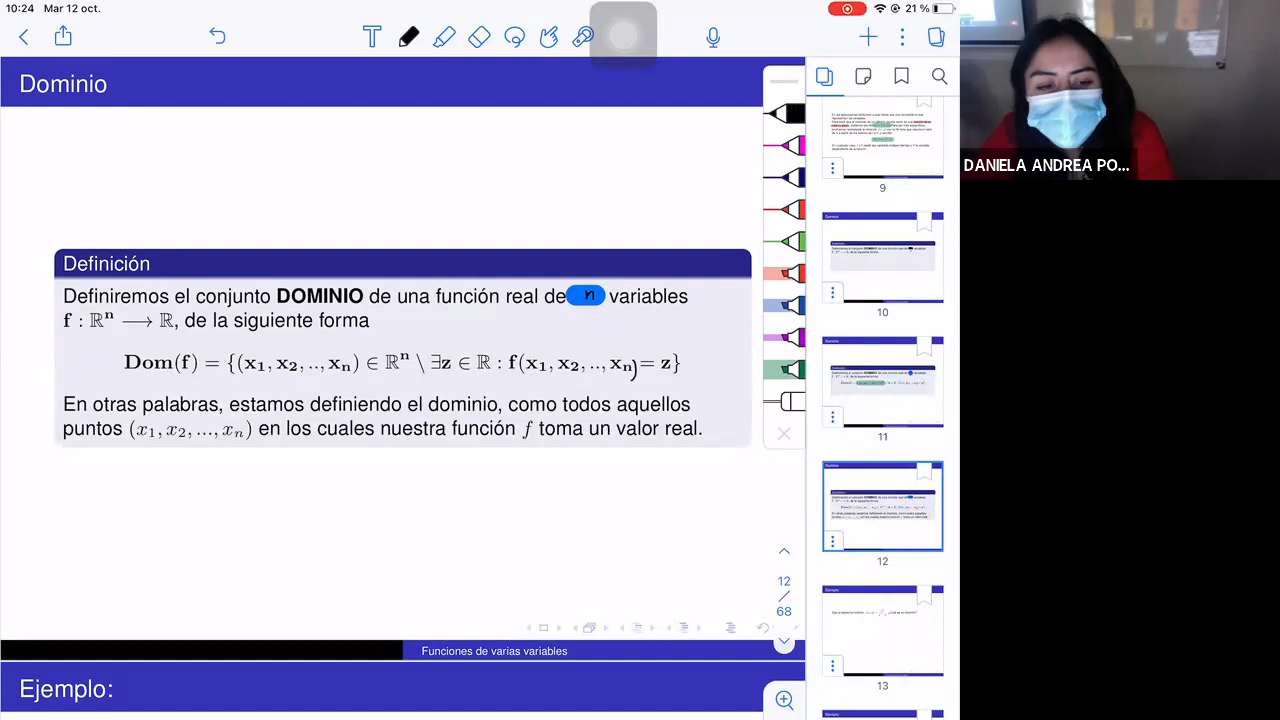 10:24 Mar 12 oct.
21 %
Dominio
Definición
Definiremos el conjunto DOMINIO de una función real de n variables
f : ℝⁿ ⟶ ℝ, de la siguiente forma
Dom(f) = {(x₁, x₂, .., xₙ) ∈ ℝⁿ \ ∃z ∈ ℝ : f(x₁, x₂, .., xₙ)= z}
En otras palabras, estamos definiendo el dominio, como todos aquellos
puntos (x₁, x₂, ..., xₙ) en los cuales nuestra función f toma un valor real.
12
/
68
Funciones de varias variables
Ejemplo:
9
10
11
12
13
DANIELA ANDREA PO...